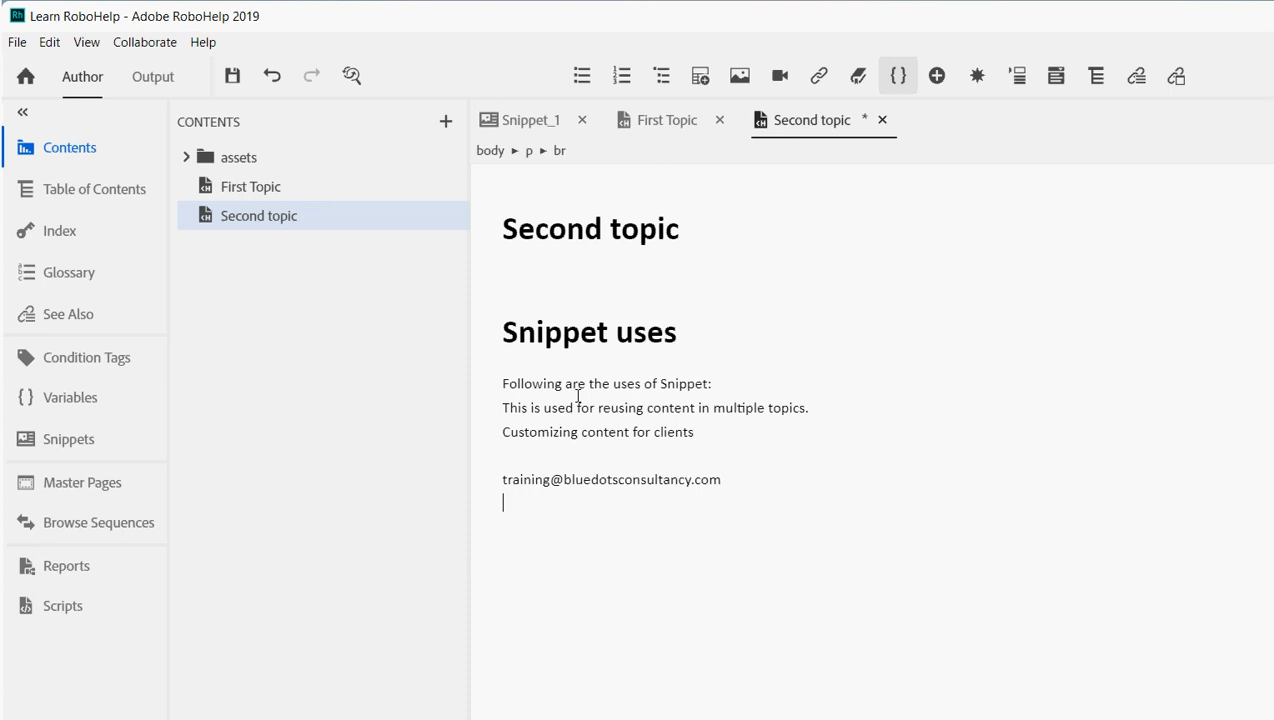 Learn RoboHelp - Adobe RoboHelp 2019
File Edit View Collaborate Help
Author Output
Contents
Table of Contents
Index
Glossary
See Also
Condition Tags
Variables
Snippets
Master Pages
Browse Sequences
Reports
Scripts
CONTENTS
assets
First Topic
Second topic
Snippet_1 First Topic Second topic *
body ▸ p ▸ br
Second topic
Snippet uses
Following are the uses of Snippet:
This is used for reusing content in multiple topics.
Customizing content for clients
training@bluedotsconsultancy.com